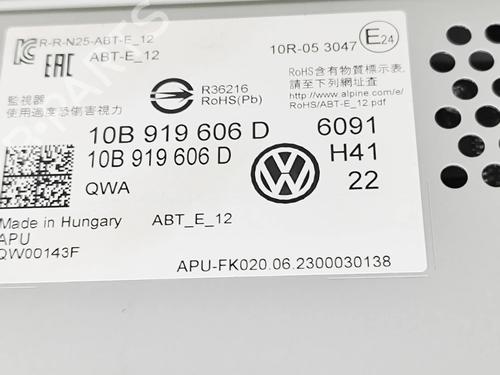 R-R-N25-ABT-E_12
EAC ABT-E_12
10R-05 3047 E24
監視器
使用過度恐傷害視力
R36216
RoHS(Pb)
RoHS含有物質標示表,
請至下列網址查
http://www.alpine.com/e/
RoHS/ABT-E_12.pdf
10B 919 606 D 6091
10B 919 606 D H41
QWA 22
Made in Hungary ABT_E_12
APU
QW00143F
APU-FK020.06.2300030138